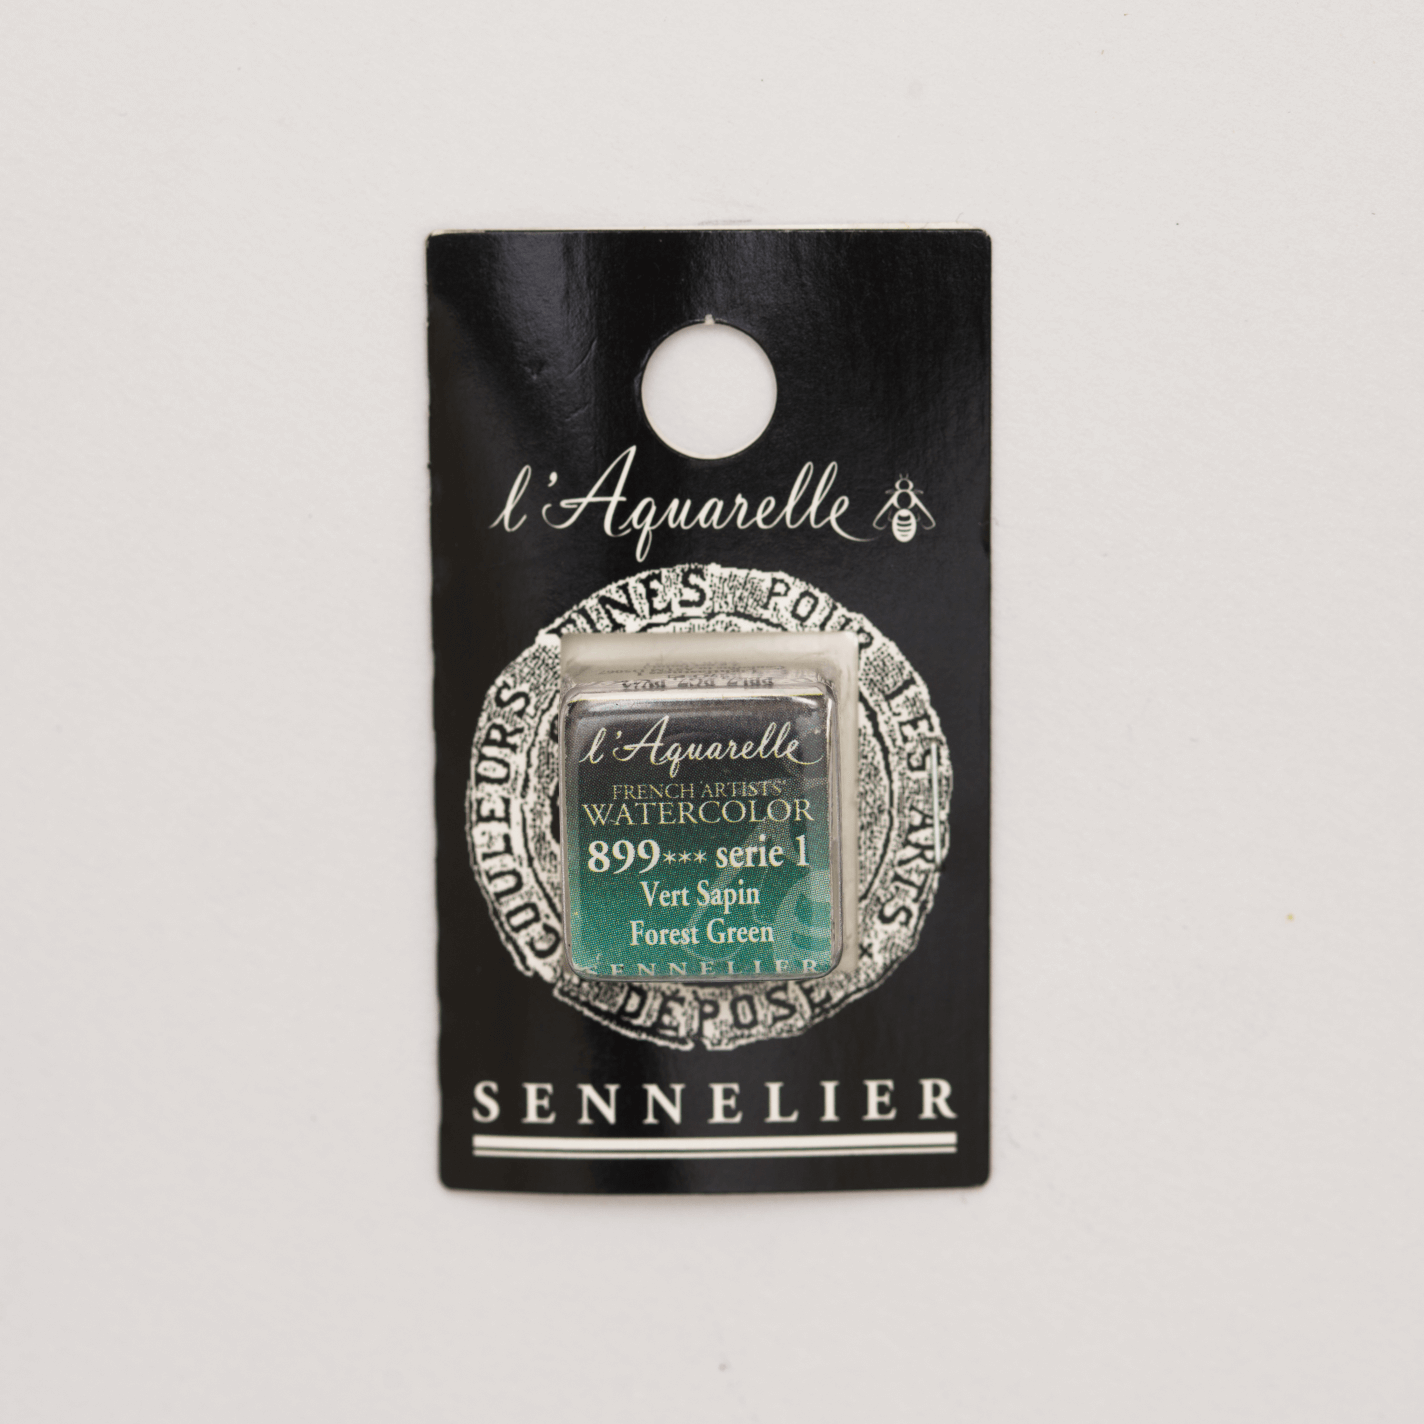 l'Aquarelle
COULEURS FINES POUR LES ARTS
DÉPOSÉ
l'Aquarelle
FRENCH ARTISTS'
WATERCOLOR
899*** serie 1
Vert Sapin
Forest Green
SENNELIER
SENNELIER